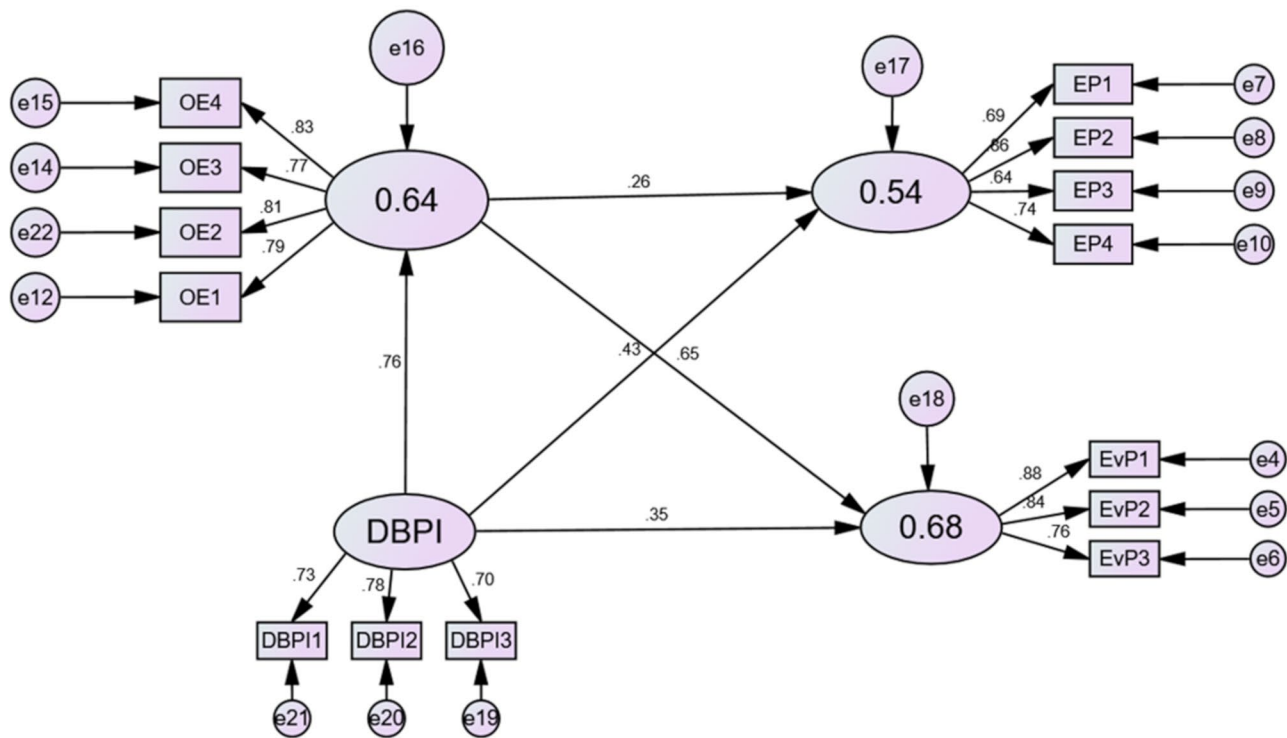 e16
e17
e15
OE4
.83
e14
OE3
.77
e22
OE2
.81
e12
OE1
.79
0.64
.26
0.54
.69
EP1
e7
.86
EP2
e8
.64
EP3
e9
.74
EP4
e10
.76
.43
.65
e18
DBPI
.35
0.68
.88
EvP1
e4
.84
EvP2
e5
.76
EvP3
e6
.73
.78
.70
DBPI1
DBPI2
DBPI3
e21
e20
e19